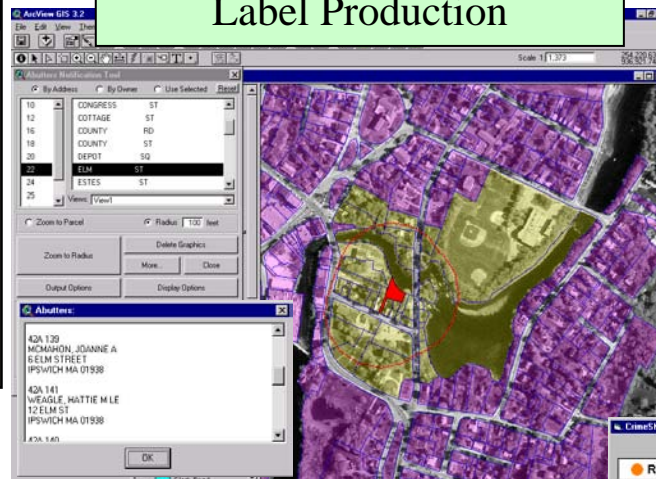 Label Production
ArcView GIS 3.2
File Edit View
Scale 1: 1,373
Abutters Notification Tool
By Address By Owner Use Selected Reset
10 CONGRESS ST
12 COTTAGE ST
16 COUNTY RD
18 COUNTY ST
20 DEPOT SQ
22 ELM ST
24 ESTES ST
25
Views: View1
Zoom to Parcel Radius 100 feet
Zoom to Radius
Delete Graphics
More... Close
Output Options Display Options
Abutters:
42A 139
MCMAHON, JOANNE A
6 ELM STREET
IPSWICH MA 01938
42A 141
WEAGLE, HATTIE M LE
12 ELM ST
IPSWICH MA 01938
42A 140
OK